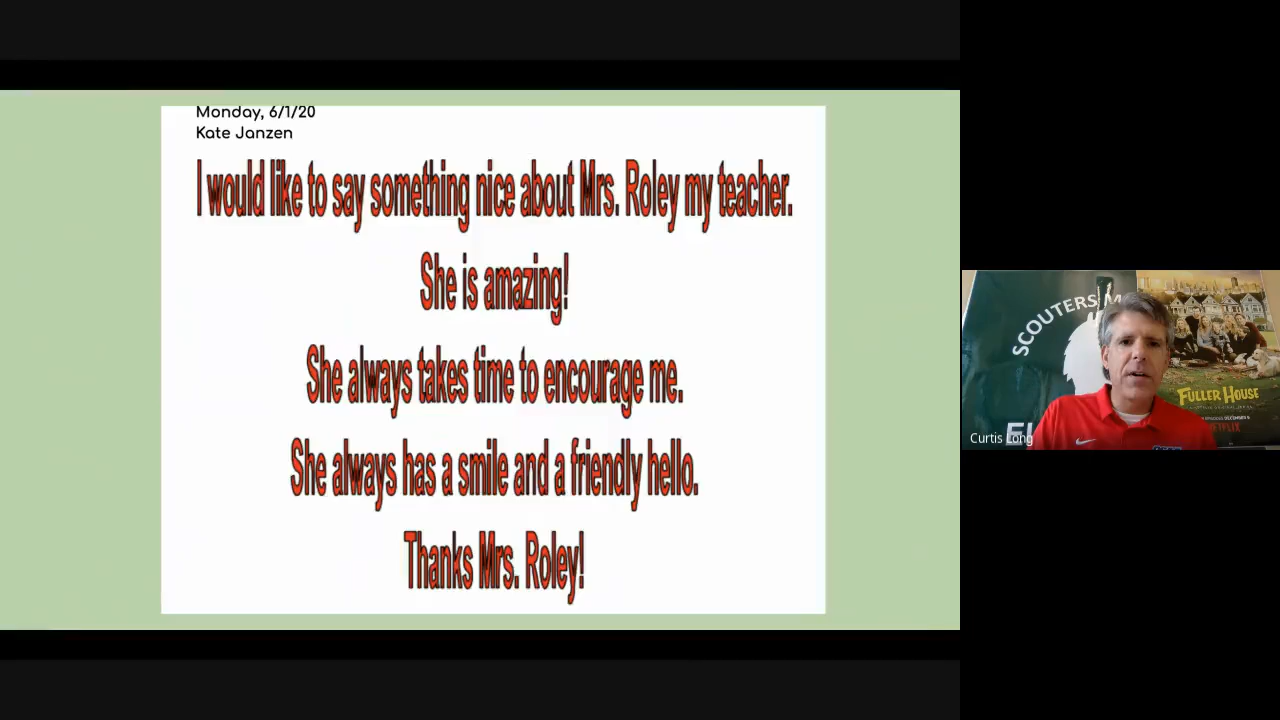 Monday, 6/1/20
Kate Janzen
I would like to say something nice about Mrs. Roley my teacher.
She is amazing!
She always takes time to encourage me.
She always has a smile and a friendly hello.
Thanks Mrs. Roley!
SCOUTERS
FULLER HOUSE
Curtis Long